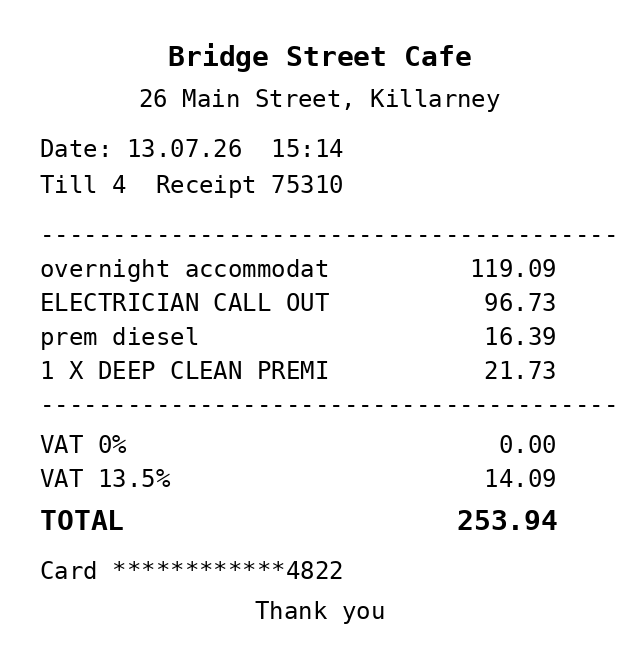 Bridge Street Cafe
26 Main Street, Killarney
Date: 13.07.26  15:14
Till 4  Receipt 75310
----------------------------------------
overnight accommodat 119.09
ELECTRICIAN CALL OUT 96.73
prem diesel 16.39
1 X DEEP CLEAN PREMI 21.73
----------------------------------------
VAT 0% 0.00
VAT 13.5% 14.09
TOTAL 253.94
Card ************4822
Thank you